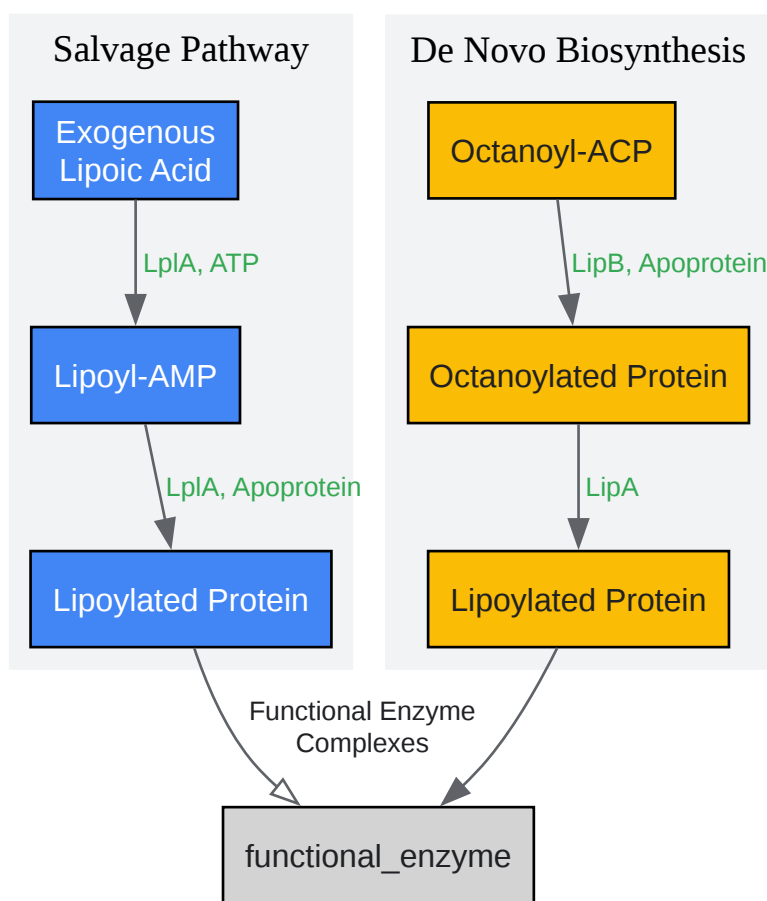 Salvage Pathway
Exogenous
Lipoic Acid
LplA, ATP
Lipoyl-AMP
LplA, Apoprotein
Lipoylated Protein
De Novo Biosynthesis
Octanoyl-ACP
LipB, Apoprotein
Octanoylated Protein
LipA
Lipoylated Protein
Functional Enzyme
Complexes
functional_enzyme